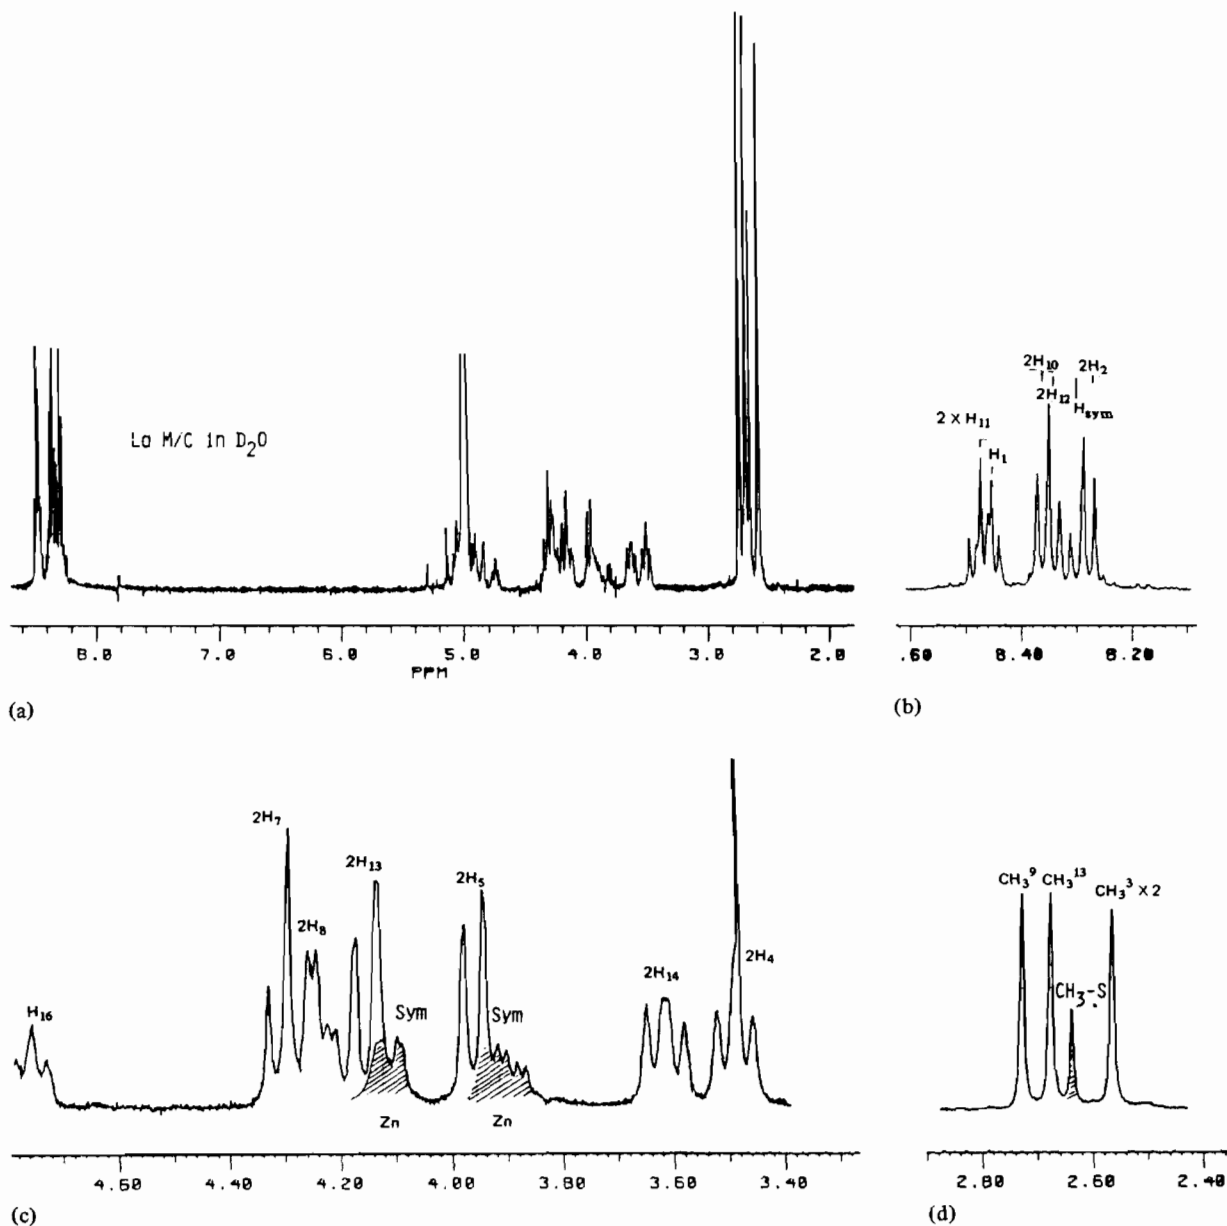 La M/C in D2O
8.0 7.0 6.0 5.0 4.0 3.0 2.0
PPM
(a)
2H10
2H2
2H12
Hsym
2 × H11
H1
.60 8.40 8.20
(b)
2H7
2H8
2H13
2H5
Sym
Sym
2H14
2H4
H16
Zn
Zn
4.60 4.40 4.20 4.00 3.80 3.60 3.40
(c)
CH3 9
CH3 13
CH3 3 × 2
CH3-S
2.80 2.60 2.40
(d)